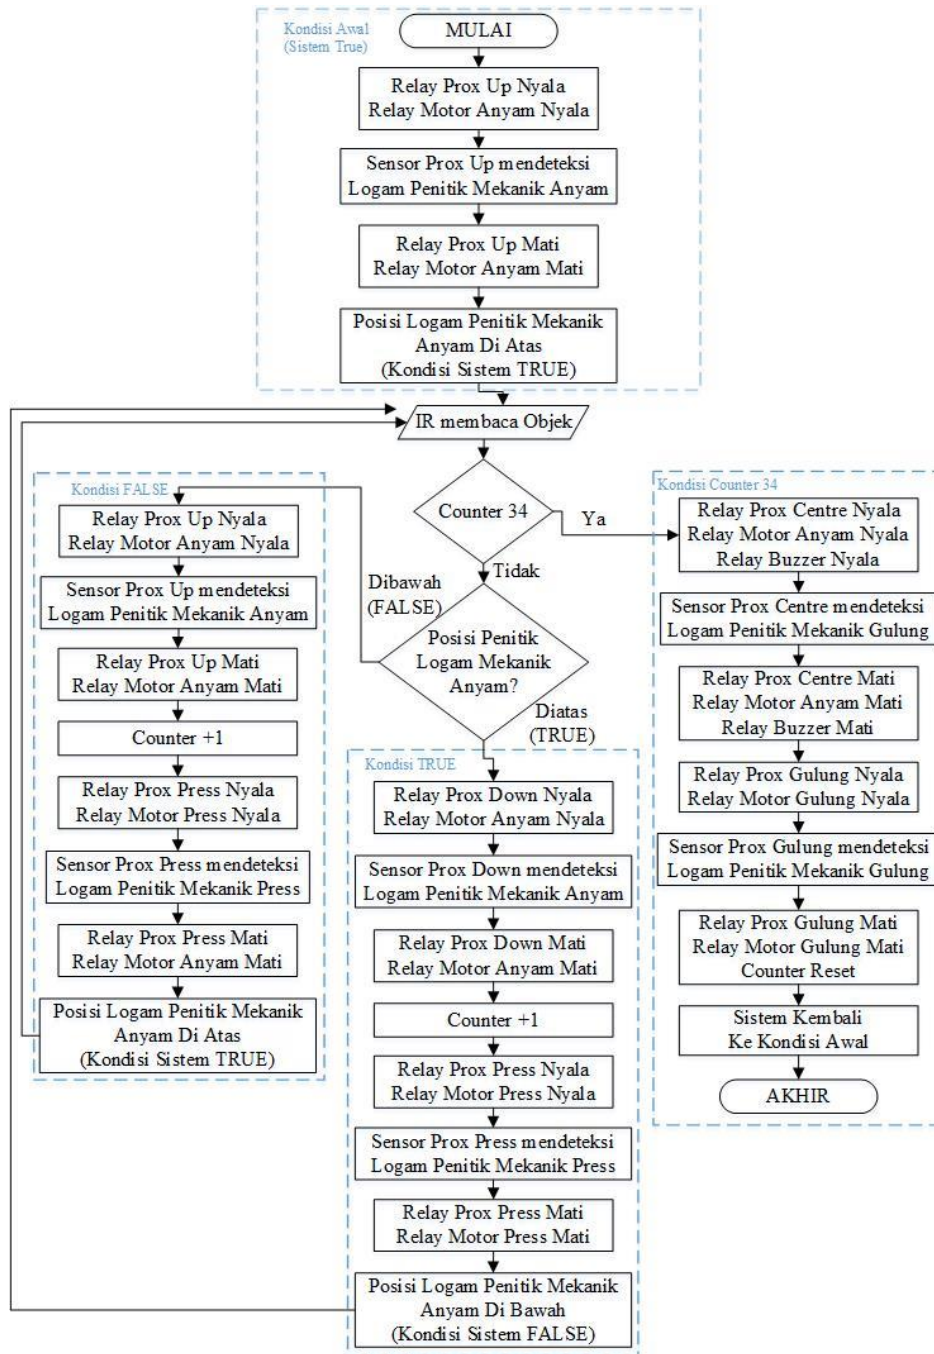 Kondisi Awal
(Sistem True)
MULAI
Relay Prox Up Nyala
Relay Motor Anyam Nyala
Sensor Prox Up mendeteksi
Logam Penitik Mekanik Anyam
Relay Prox Up Mati
Relay Motor Anyam Mati
Posisi Logam Penitik Mekanik
Anyam Di Atas
(Kondisi Sistem TRUE)
IR membaca Objek
Counter 34
Ya
Tidak
Posisi Penitik
Logam Mekanik
Anyam?
Dibawah
(FALSE)
Diatas
(TRUE)
Kondisi FALSE
Relay Prox Up Nyala
Relay Motor Anyam Nyala
Sensor Prox Up mendeteksi
Logam Penitik Mekanik Anyam
Relay Prox Up Mati
Relay Motor Anyam Mati
Counter +1
Relay Prox Press Nyala
Relay Motor Press Nyala
Sensor Prox Press mendeteksi
Logam Penitik Mekanik Press
Relay Prox Press Mati
Relay Motor Anyam Mati
Posisi Logam Penitik Mekanik
Anyam Di Atas
(Kondisi Sistem TRUE)
Kondisi TRUE
Relay Prox Down Nyala
Relay Motor Anyam Nyala
Sensor Prox Down mendeteksi
Logam Penitik Mekanik Anyam
Relay Prox Down Mati
Relay Motor Anyam Mati
Counter +1
Relay Prox Press Nyala
Relay Motor Press Nyala
Sensor Prox Press mendeteksi
Logam Penitik Mekanik Press
Relay Prox Press Mati
Relay Motor Press Mati
Posisi Logam Penitik Mekanik
Anyam Di Bawah
(Kondisi Sistem FALSE)
Kondisi Counter 34
Relay Prox Centre Nyala
Relay Motor Anyam Nyala
Relay Buzzer Nyala
Sensor Prox Centre mendeteksi
Logam Penitik Mekanik Gulung
Relay Prox Centre Mati
Relay Motor Anyam Mati
Relay Buzzer Mati
Relay Prox Gulung Nyala
Relay Motor Gulung Nyala
Sensor Prox Gulung mendeteksi
Logam Penitik Mekanik Gulung
Relay Prox Gulung Mati
Relay Motor Gulung Mati
Counter Reset
Sistem Kembali
Ke Kondisi Awal
AKHIR